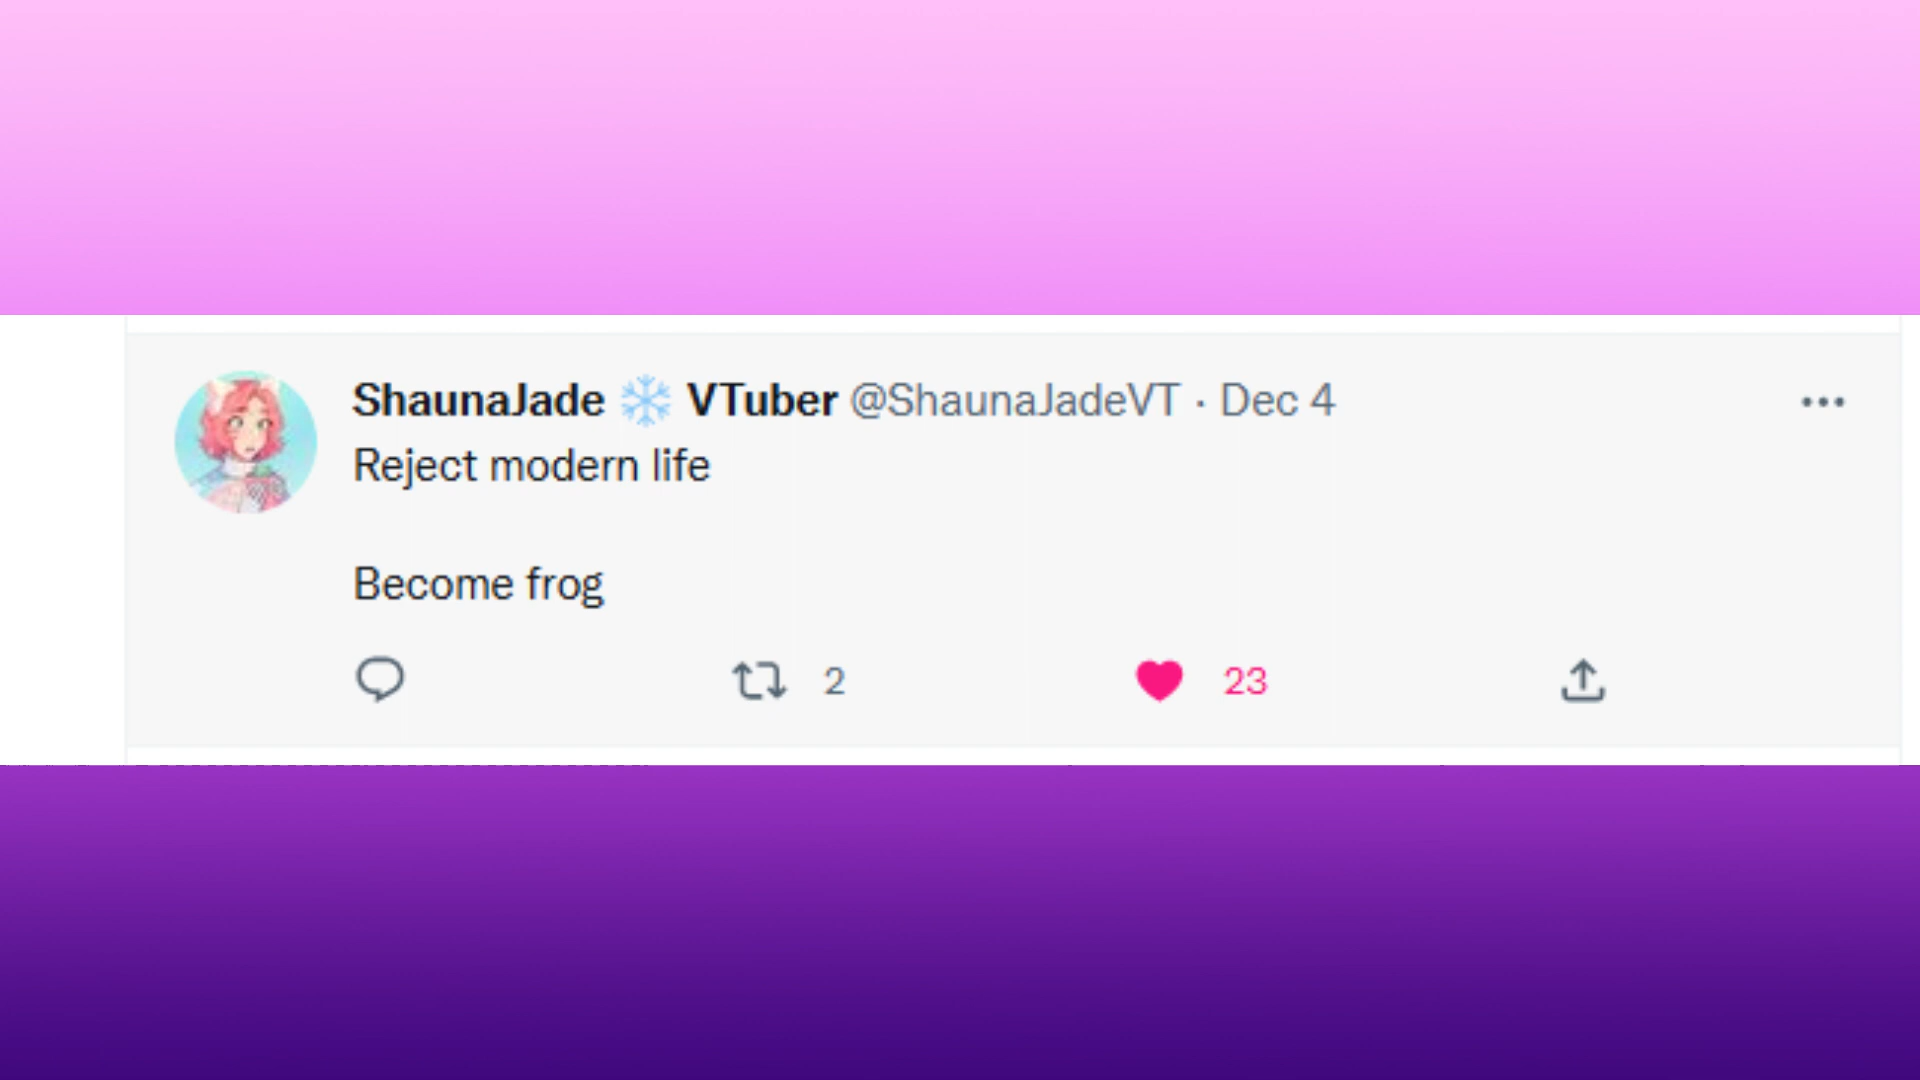 ShaunaJade ❄️ VTuber @ShaunaJadeVT · Dec 4
Reject modern life
Become frog
2
23